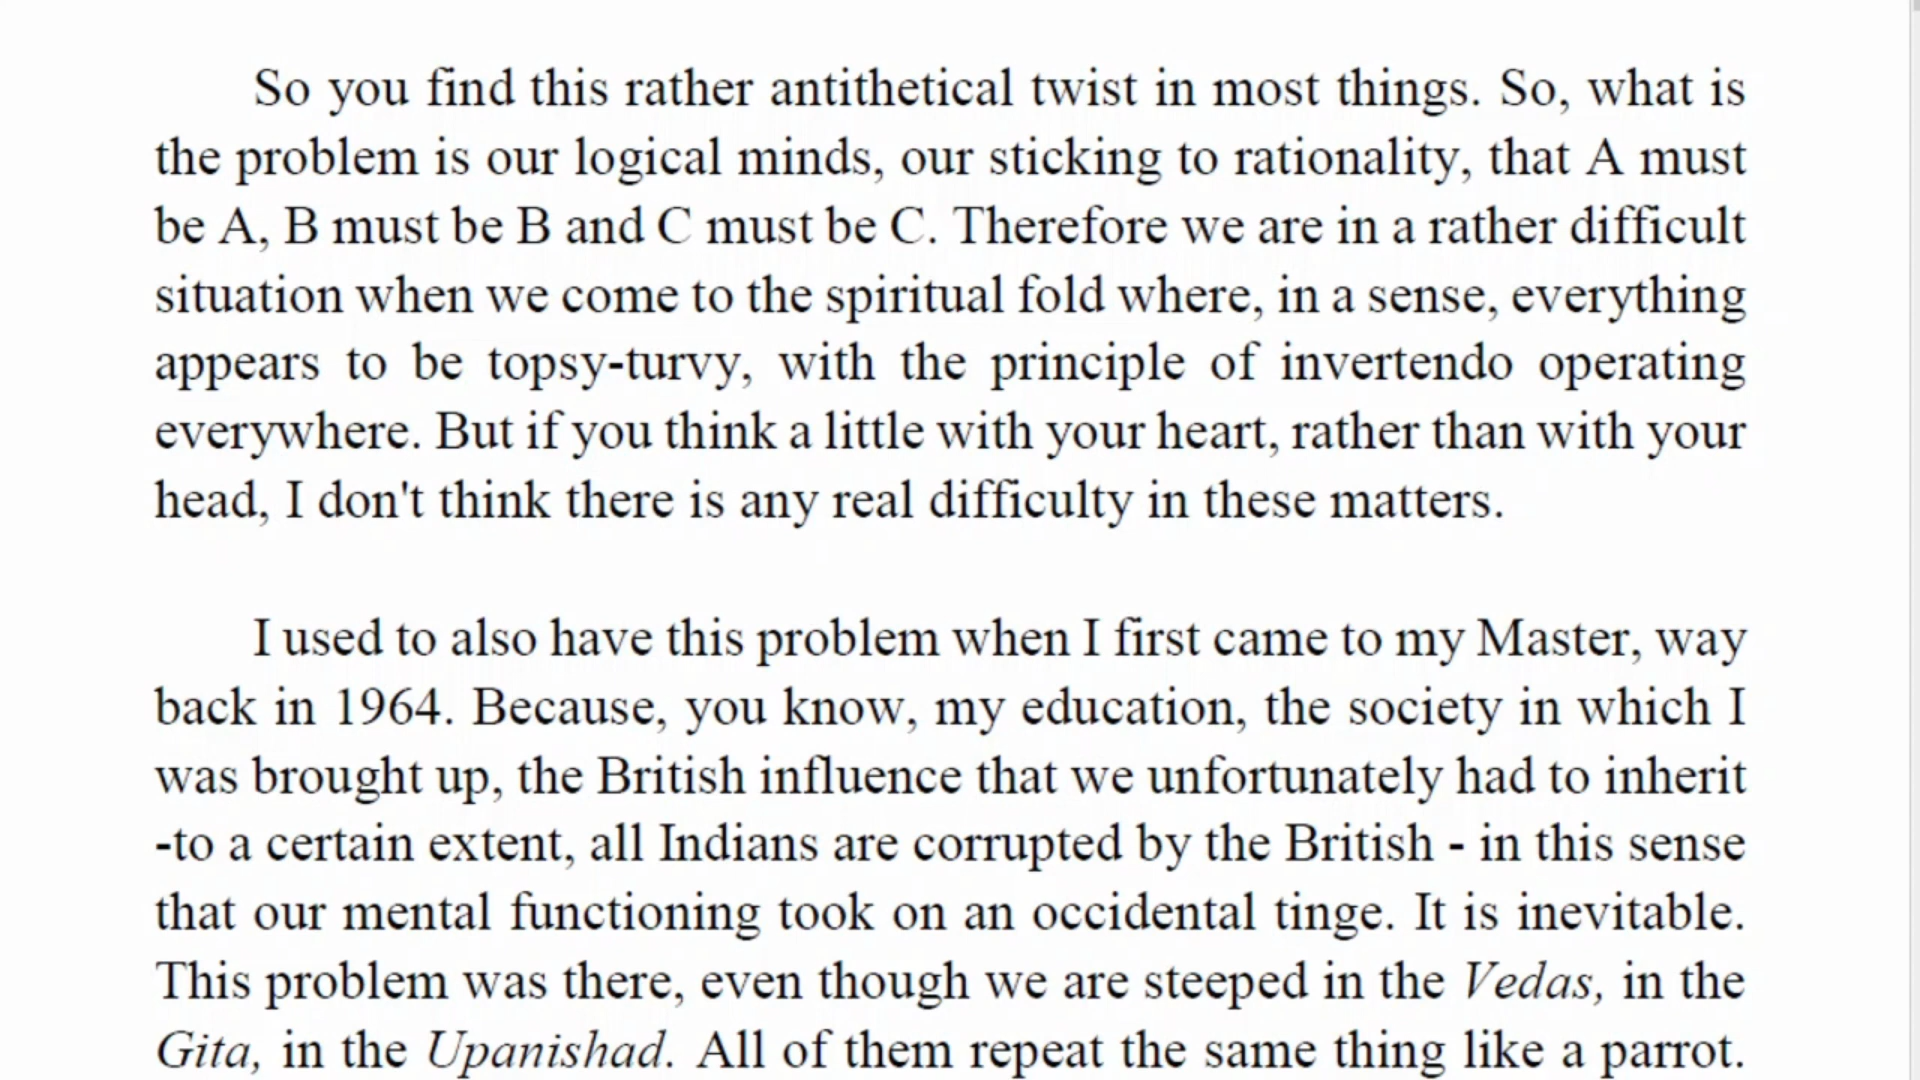 So you find this rather antithetical twist in most things. So, what is
the problem is our logical minds, our sticking to rationality, that A must
be A, B must be B and C must be C. Therefore we are in a rather difficult
situation when we come to the spiritual fold where, in a sense, everything
appears to be topsy-turvy, with the principle of invertendo operating
everywhere. But if you think a little with your heart, rather than with your
head, I don't think there is any real difficulty in these matters.
I used to also have this problem when I first came to my Master, way
back in 1964. Because, you know, my education, the society in which I
was brought up, the British influence that we unfortunately had to inherit
-to a certain extent, all Indians are corrupted by the British - in this sense
that our mental functioning took on an occidental tinge. It is inevitable.
This problem was there, even though we are steeped in the Vedas, in the
Gita, in the Upanishad. All of them repeat the same thing like a parrot.